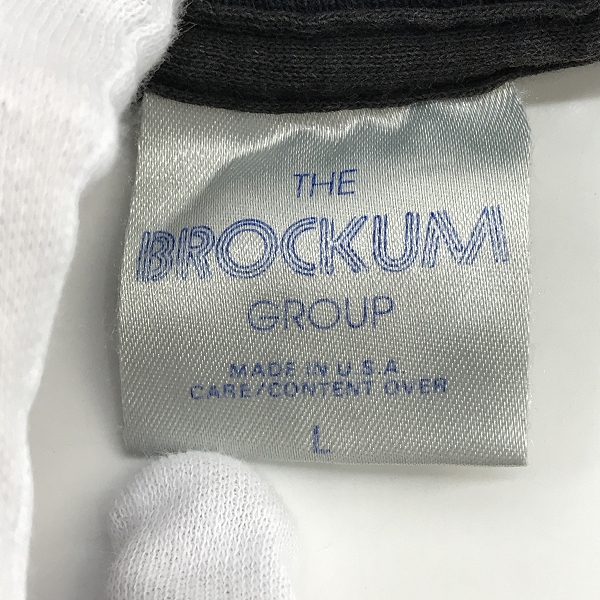 THE
BROCKUM
GROUP
MADE IN U.S.A
CARE/CONTENT OVER
L